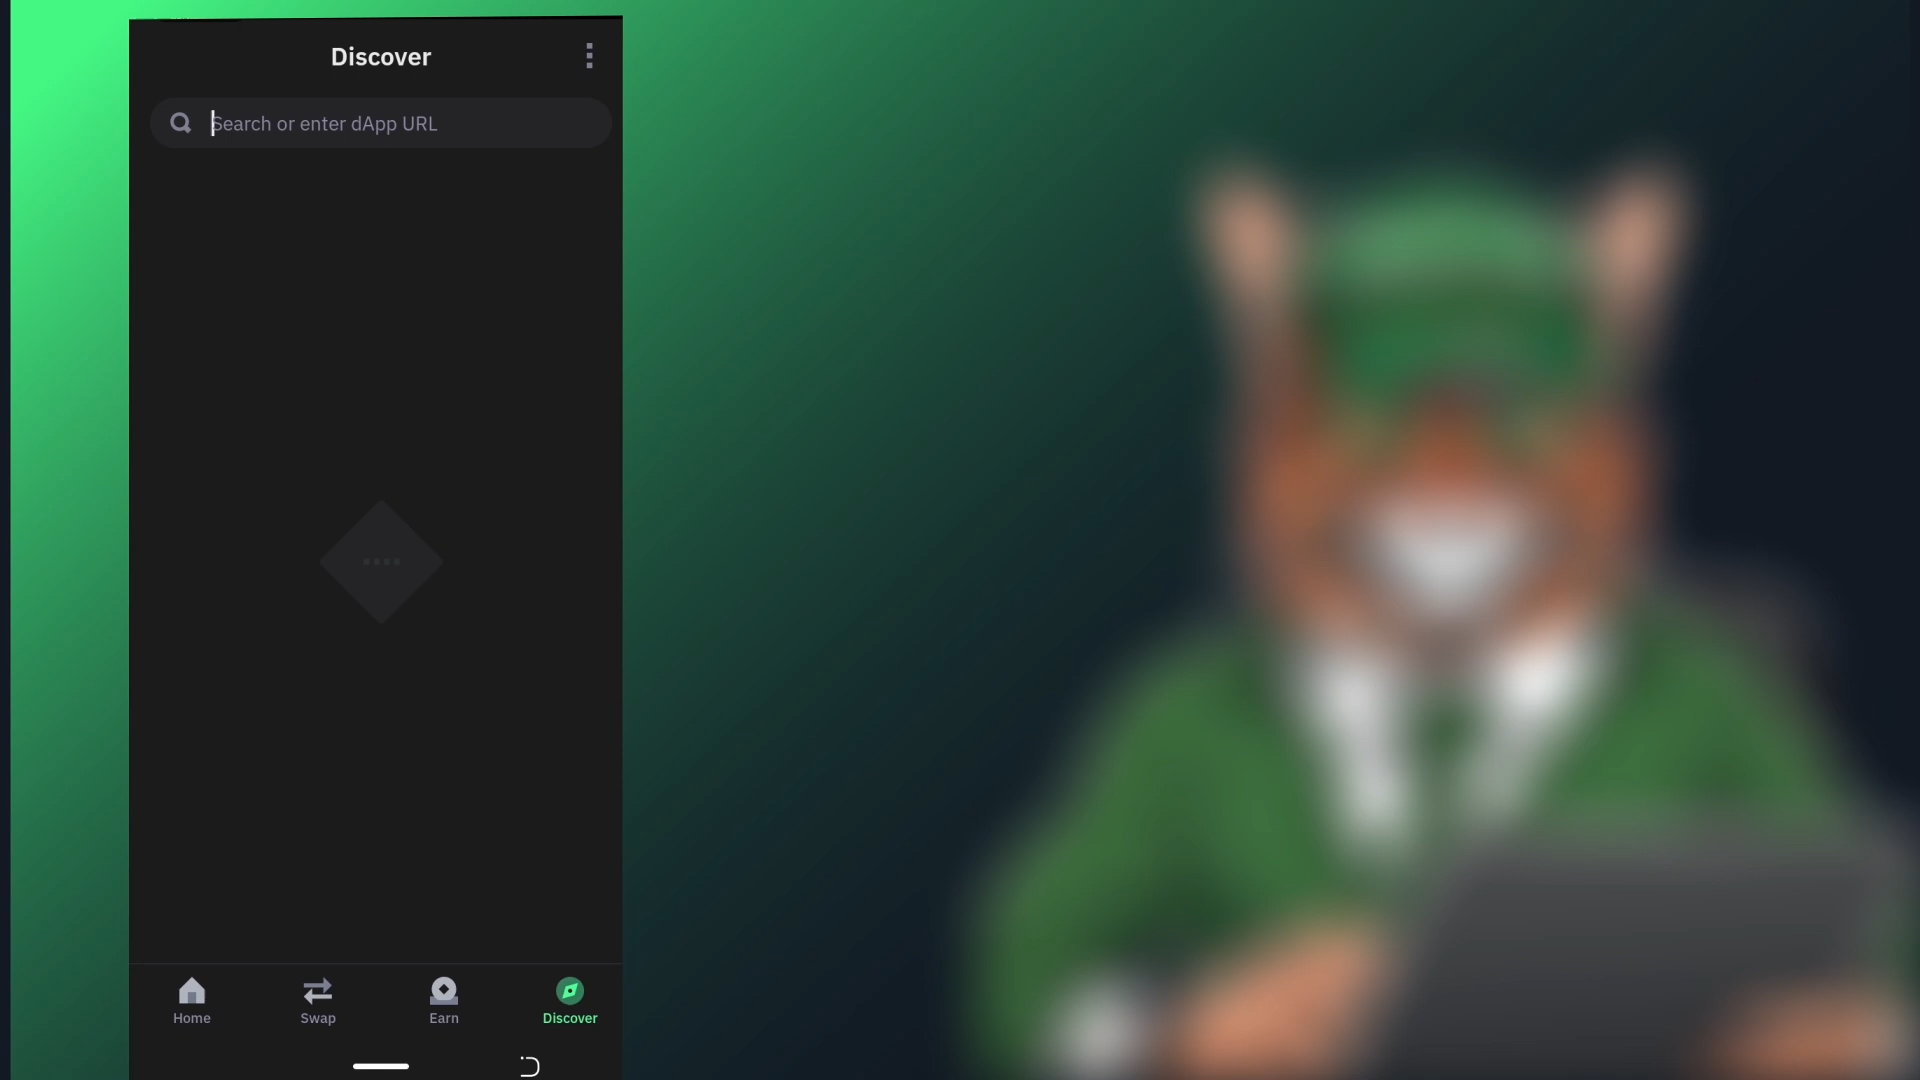 Discover
Search or enter dApp URL
Home
Swap
Earn
Discover